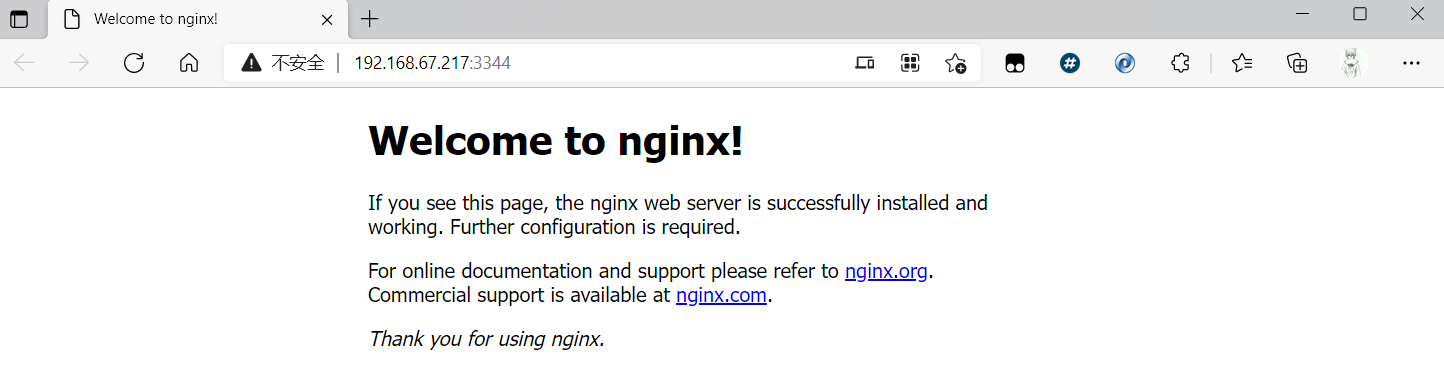 Welcome to nginx!
不安全 | 192.168.67.217:3344
Welcome to nginx!
If you see this page, the nginx web server is successfully installed and
working. Further configuration is required.
For online documentation and support please refer to nginx.org.
Commercial support is available at nginx.com.
Thank you for using nginx.